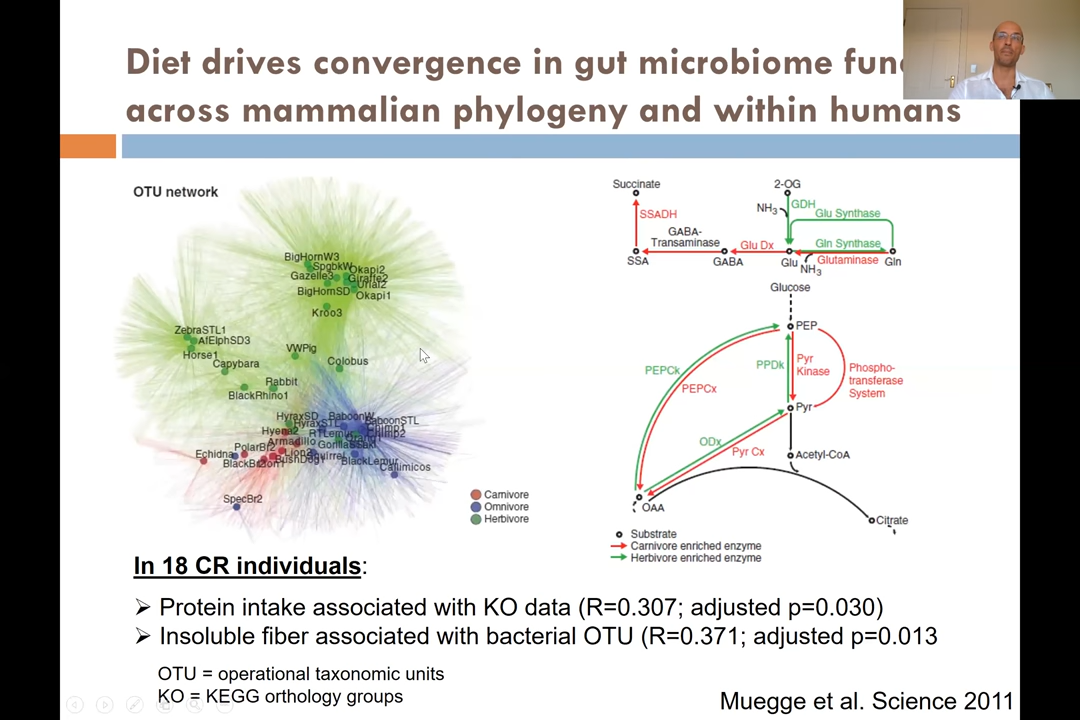 Diet drives convergence in gut microbiome fun
across mammalian phylogeny and within humans
OTU network
BigHornW3
SpgbkW
Okapi2
Gazelle3
Giraffe2
Urial2
BigHornSD
Okapi1
Kroo3
ZebraSTL1
AfElphSD3
Horse1
VWPig
Capybara
Colobus
Rabbit
BlackRhino1
HyraxSD
BaboonW
HyraxSTL
BaboonSTL
Hyena2
Chimp1
Chimp2
Armadillo
PolarBr2
Echidna
BushDog1
Squirrel
BlackLemur
Callimicos
SpecBr2
Carnivore
Omnivore
Herbivore
Succinate
2-OG
NH3
GDH
SSADH
Glu Synthase
GABA-
Transaminase
Glu Dx
Gln Synthase
SSA
GABA
Glu
NH3
Glutaminase
Gln
Glucose
PEP
PEPCk
PEPCx
PPDk
Pyr
Kinase
Phospho-
transferase
System
Pyr
ODx
Pyr Cx
Acetyl-CoA
OAA
Citrate
Substrate
Carnivore enriched enzyme
Herbivore enriched enzyme
In 18 CR individuals:
➢ Protein intake associated with KO data (R=0.307; adjusted p=0.030)
➢ Insoluble fiber associated with bacterial OTU (R=0.371; adjusted p=0.013
OTU = operational taxonomic units
KO = KEGG orthology groups
Muegge et al. Science 2011